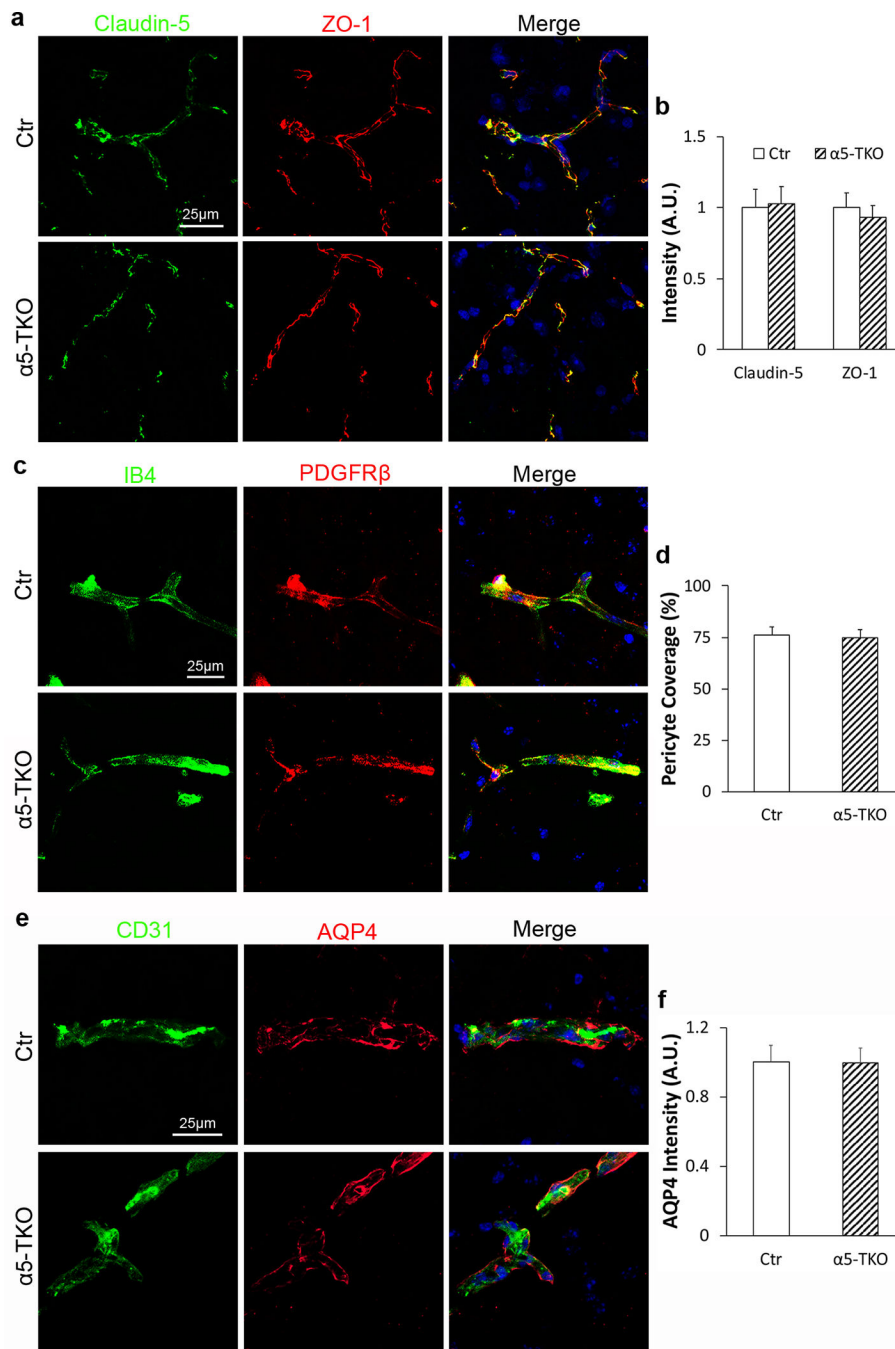 a
Claudin-5 ZO-1 Merge
Ctr
25μm
α5-TKO
b
1.5
1
0.5
0
Intensity (A.U.)
Ctr α5-TKO
Claudin-5 ZO-1
c
IB4 PDGFRβ Merge
Ctr
25μm
α5-TKO
d
100
75
50
25
0
Pericyte Coverage (%)
Ctr α5-TKO
e
CD31 AQP4 Merge
Ctr
25μm
α5-TKO
f
1.2
0.8
0.4
0
AQP4 Intensity (A.U.)
Ctr α5-TKO